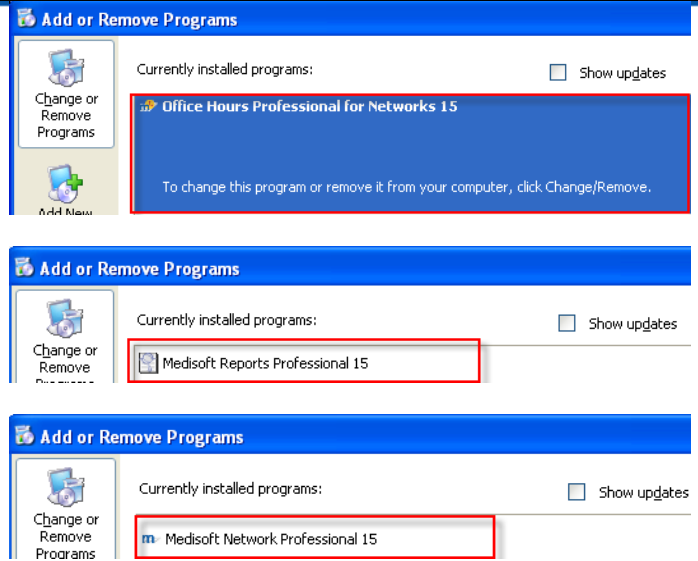 Add or Remove Programs
Currently installed programs:
Show updates
Change or
Remove
Programs
Office Hours Professional for Networks 15
To change this program or remove it from your computer, click Change/Remove.
Add New
Add or Remove Programs
Currently installed programs:
Show updates
Change or
Remove
Programs
Medisoft Reports Professional 15
Add or Remove Programs
Currently installed programs:
Show updates
Change or
Remove
Programs
Medisoft Network Professional 15